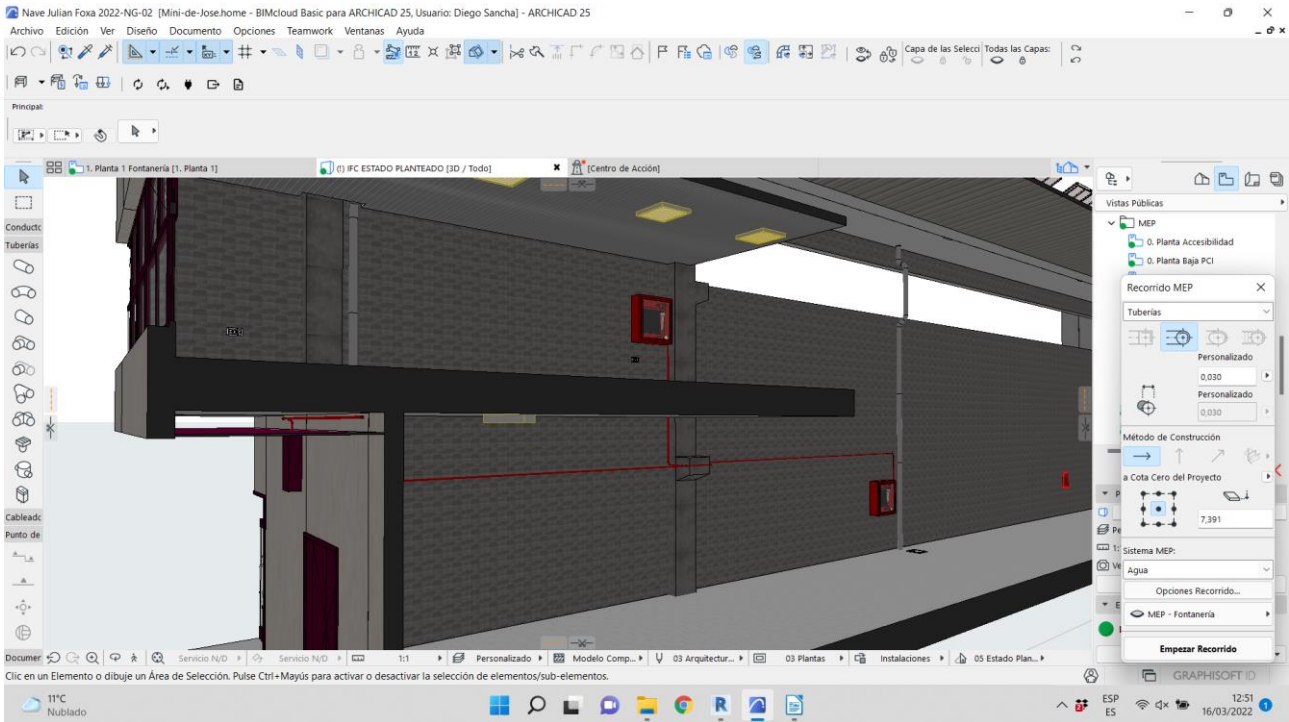 Nave Julian Foxa 2022-NG-02 [Mini-de-Jose.home - BIMcloud Basic para ARCHICAD 25, Usuario: Diego Sancha] - ARCHICAD 25
Archivo Edición Ver Diseño Documento Opciones Teamwork Ventanas Ayuda
Capa de las Selecci Todas las Capas:
Principal:
1. Planta 1 Fontanería [1. Planta 1]
(!) IFC ESTADO PLANTEADO [3D / Todo]
[Centro de Acción]
Conductc
Tuberías
Cableadc
Punto de
Documer
Vistas Públicas
MEP
0. Planta Accesibilidad
0. Planta Baja PCI
Recorrido MEP
Tuberías
Personalizado
0,030
Personalizado
0,030
Método de Construcción
a Cota Cero del Proyecto
7,391
Sistema MEP:
Agua
Opciones Recorrido...
MEP - Fontanería
Empezar Recorrido
Servicio N/D Servicio N/D 1:1 Personalizado Modelo Comp... 03 Arquitectur... 03 Plantas Instalaciones 05 Estado Plan...
Clic en un Elemento o dibuje un Área de Selección. Pulse Ctrl+Mayús para activar o desactivar la selección de elementos/sub-elementos.
GRAPHISOFT ID
11°C
Nublado
ESP
ES
12:51
16/03/2022
1